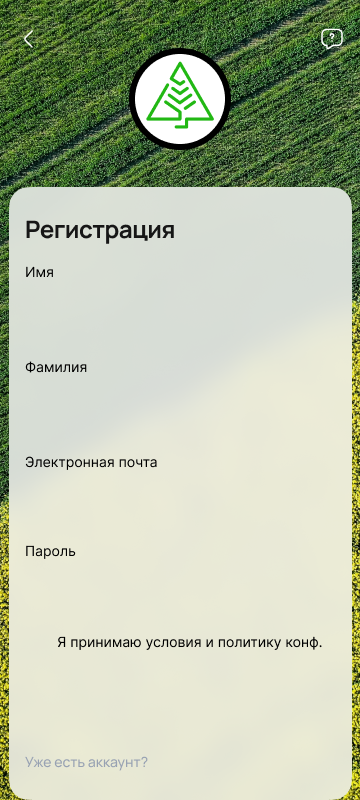 Регистрация
Имя
Фамилия
Электронная почта
Пароль
Я принимаю условия и политику конф.
Уже есть аккаунт?